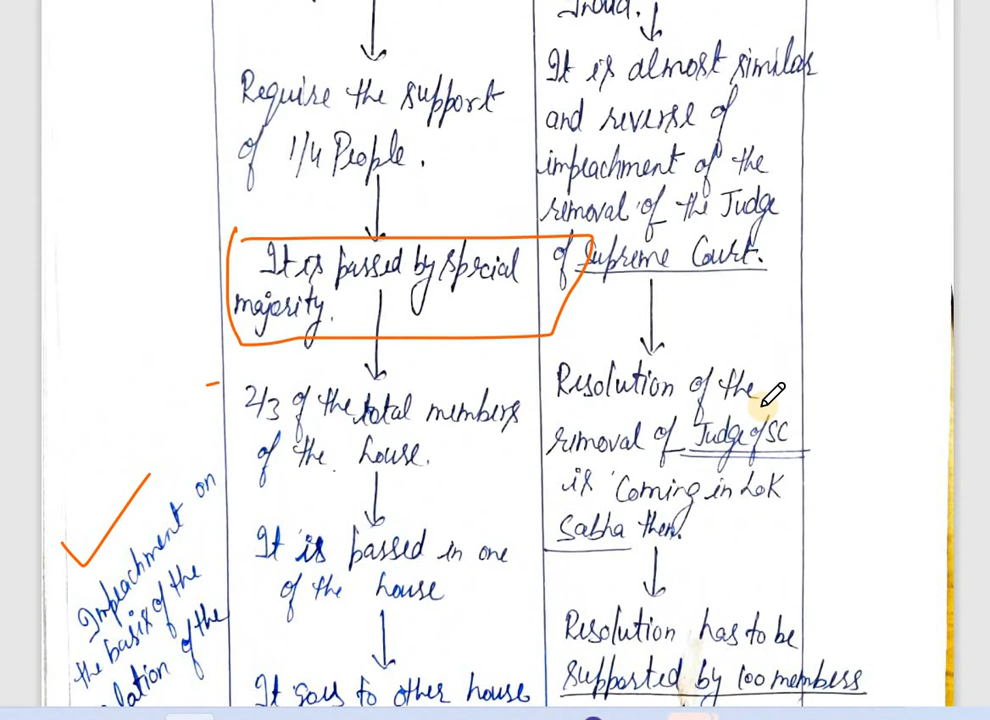 Require the support
of 1/4 People.
It is passed by special
majority.
2/3 of the total members
of the house.
It is passed in one
of the house
It goes to other house
It is almost similar
and reverse of
impeachment of the
removal of the Judge
of Supreme Court.
Resolution of the
removal of Judge of SC
is Coming in Lok
Sabha then.
Resolution has to be
supported by 100 members
Impeachment on
the basis of the
lation of the